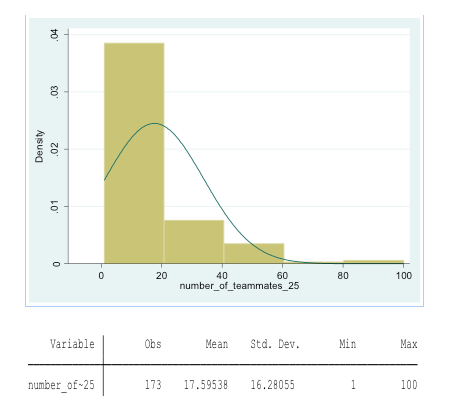 .04
.03
.02
.01
0
Density
0 20 40 60 80 100
number_of_teammates_25
Variable Obs Mean Std. Dev. Min Max
number_of~25 173 17.59538 16.28055 1 100